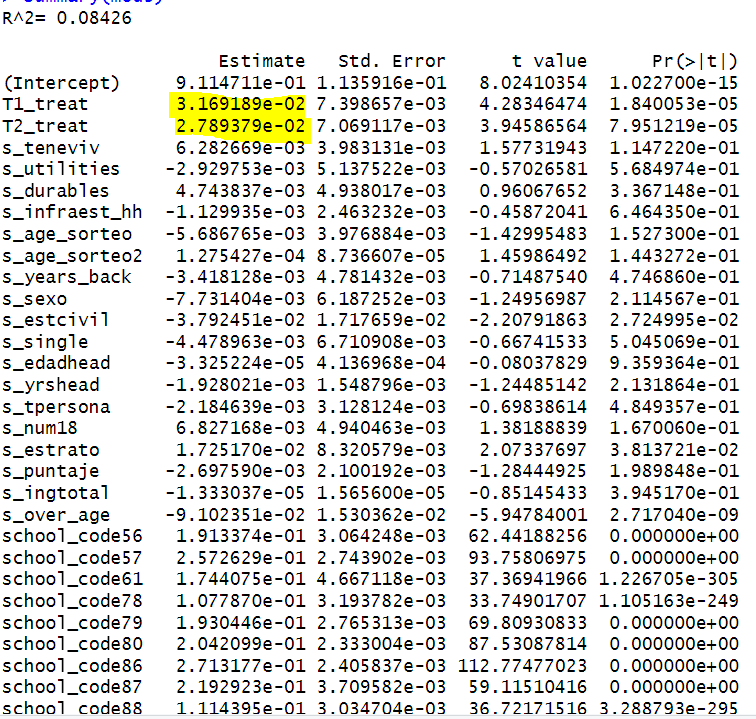 R^2= 0.08426
Estimate Std. Error t value Pr(>|t|)
(Intercept) 9.114711e-01 1.135916e-01 8.02410354 1.022700e-15
T1_treat 3.169189e-02 7.398657e-03 4.28346474 1.840053e-05
T2_treat 2.789379e-02 7.069117e-03 3.94586564 7.951219e-05
s_teneviv 6.282669e-03 3.983131e-03 1.57731943 1.147220e-01
s_utilities -2.929753e-03 5.137522e-03 -0.57026581 5.684974e-01
s_durables 4.743837e-03 4.938017e-03 0.96067652 3.367148e-01
s_infraest_hh -1.129935e-03 2.463232e-03 -0.45872041 6.464350e-01
s_age_sorteo -5.686765e-03 3.976884e-03 -1.42995483 1.527300e-01
s_age_sorteo2 1.275427e-04 8.736607e-05 1.45986492 1.443272e-01
s_years_back -3.418128e-03 4.781432e-03 -0.71487540 4.746860e-01
s_sexo -7.731404e-03 6.187252e-03 -1.24956987 2.114567e-01
s_estcivil -3.792451e-02 1.717659e-02 -2.20791863 2.724995e-02
s_single -4.478963e-03 6.710908e-03 -0.66741533 5.045069e-01
s_edadhead -3.325224e-05 4.136968e-04 -0.08037829 9.359364e-01
s_yrshead -1.928021e-03 1.548796e-03 -1.24485142 2.131864e-01
s_tpersona -2.184639e-03 3.128124e-03 -0.69838614 4.849357e-01
s_num18 6.827168e-03 4.940463e-03 1.38188839 1.670060e-01
s_estrato 1.725170e-02 8.320579e-03 2.07337697 3.813721e-02
s_puntaje -2.697590e-03 2.100192e-03 -1.28444925 1.989848e-01
s_ingtotal -1.333037e-05 1.565600e-05 -0.85145433 3.945170e-01
s_over_age -9.102351e-02 1.530362e-02 -5.94784001 2.717040e-09
school_code56 1.913374e-01 3.064248e-03 62.44188256 0.000000e+00
school_code57 2.572629e-01 2.743902e-03 93.75806975 0.000000e+00
school_code61 1.744075e-01 4.667118e-03 37.36941966 1.226705e-305
school_code78 1.077870e-01 3.193782e-03 33.74901707 1.105163e-249
school_code79 1.930446e-01 2.765313e-03 69.80930833 0.000000e+00
school_code80 2.042099e-01 2.333004e-03 87.53087814 0.000000e+00
school_code86 2.713177e-01 2.405837e-03 112.77477023 0.000000e+00
school_code87 2.192923e-01 3.709582e-03 59.11510416 0.000000e+00
school_code88 1.114395e-01 3.034704e-03 36.72171516 3.288793e-295